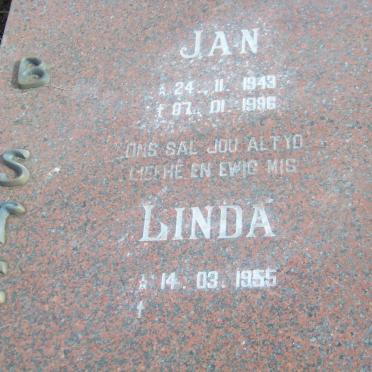 JAN
24.11.1943
† 07.01.1996
ONS SAL JOU ALTYD
LIEFHÊ EN EWIG MIS
LINDA
14.03.1955
†
B
S